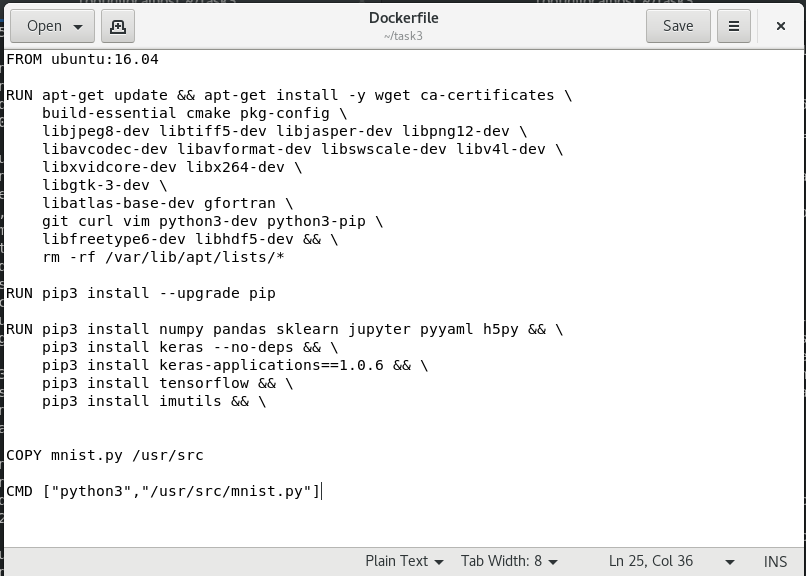 Open
Dockerfile
~/task3
Save
FROM ubuntu:16.04
RUN apt-get update && apt-get install -y wget ca-certificates \
build-essential cmake pkg-config \
libjpeg8-dev libtiff5-dev libjasper-dev libpng12-dev \
libavcodec-dev libavformat-dev libswscale-dev libv4l-dev \
libxvidcore-dev libx264-dev \
libgtk-3-dev \
libatlas-base-dev gfortran \
git curl vim python3-dev python3-pip \
libfreetype6-dev libhdf5-dev && \
rm -rf /var/lib/apt/lists/*
RUN pip3 install --upgrade pip
RUN pip3 install numpy pandas sklearn jupyter pyyaml h5py && \
pip3 install keras --no-deps && \
pip3 install keras-applications==1.0.6 && \
pip3 install tensorflow && \
pip3 install imutils && \
COPY mnist.py /usr/src
CMD ["python3","/usr/src/mnist.py"]
Plain Text Tab Width: 8 Ln 25, Col 36 INS